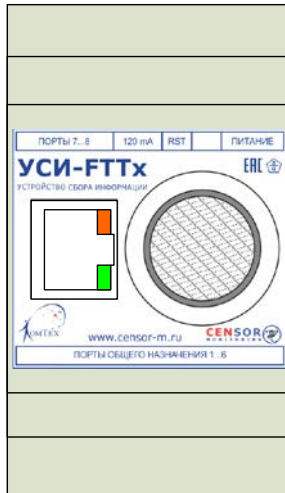 ПОРТЫ 7...8 120 mA RST ПИТАНИЕ
УСИ-FTTx EAC
УСТРОЙСТВО СБОРА ИНФОРМАЦИИ
КОМТЕХ www.censor-m.ru CENSOR
MONITORING
ПОРТЫ ОБЩЕГО НАЗНАЧЕНИЯ 1...6